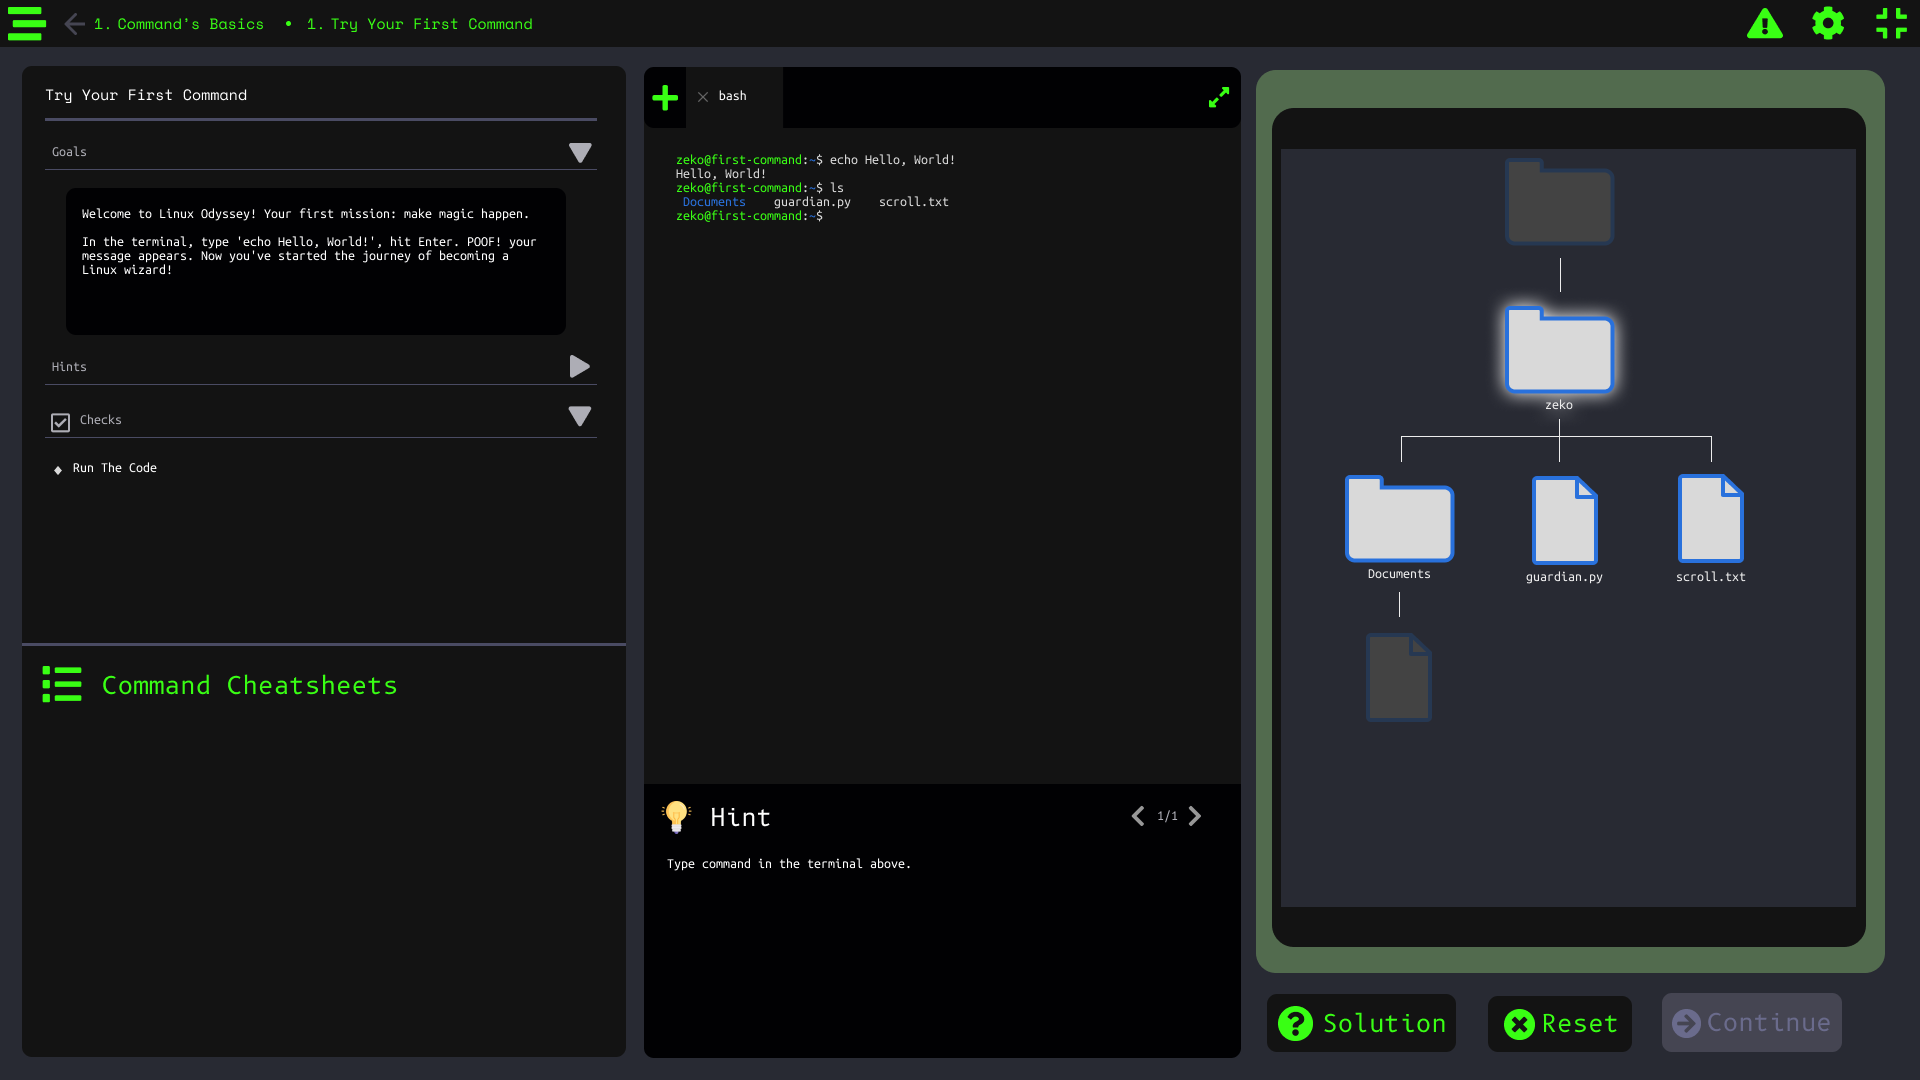 1. Command's Basics • 1. Try Your First Command
Try Your First Command
Goals
Welcome to Linux Odyssey! Your first mission: make magic happen.
In the terminal, type 'echo Hello, World!', hit Enter. POOF! your
message appears. Now you've started the journey of becoming a
Linux wizard!
Hints
Checks
Run The Code
Command Cheatsheets
bash
zeko@first-command:~$ echo Hello, World!
Hello, World!
zeko@first-command:~$ ls
Documents guardian.py scroll.txt
zeko@first-command:~$
Hint
1/1
Type command in the terminal above.
zeko
Documents
guardian.py
scroll.txt
Solution
Reset
Continue